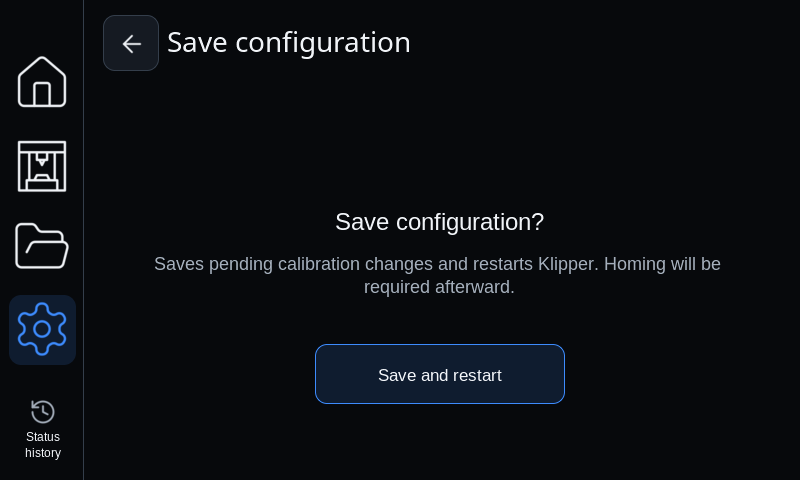 Save configuration
Save configuration?
Saves pending calibration changes and restarts Klipper. Homing will be
required afterward.
Save and restart
Status
history